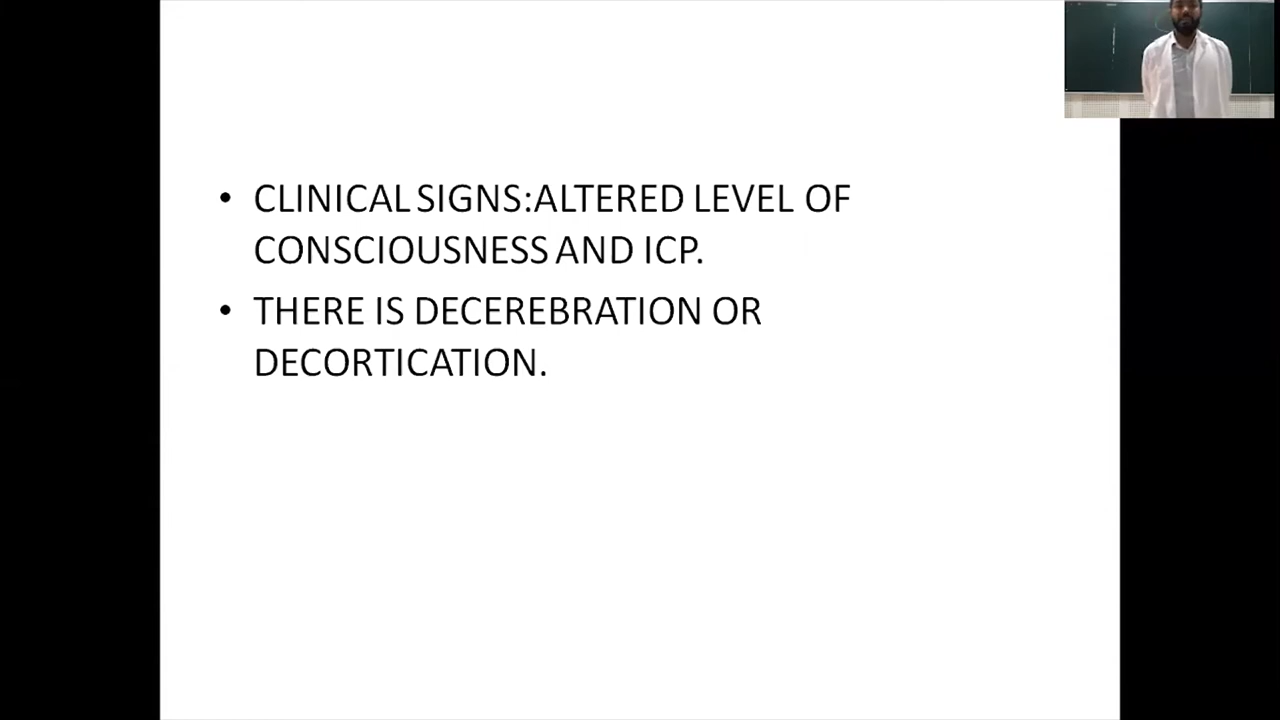 • CLINICAL SIGNS:ALTERED LEVEL OF
CONSCIOUSNESS AND ICP.
• THERE IS DECEREBRATION OR
DECORTICATION.